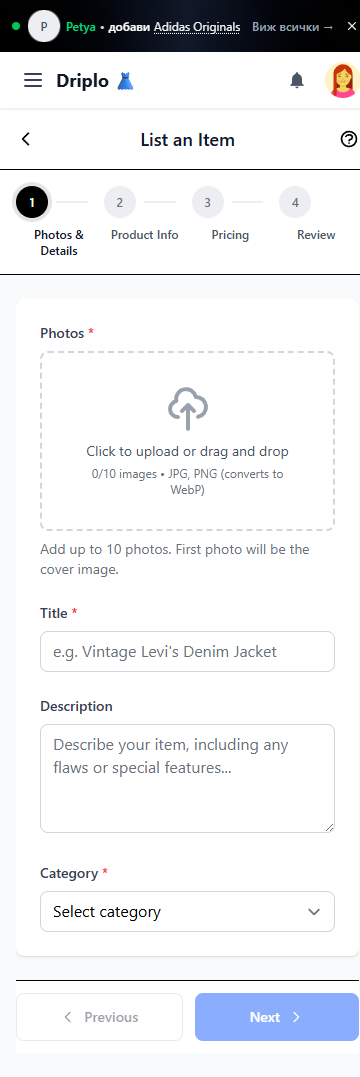 P Petya • добави Adidas Originals Виж всички → ×
Driplo 👗
List an Item
1 2 3 4
Photos & Details Product Info Pricing Review
Photos *
Click to upload or drag and drop
0/10 images • JPG, PNG (converts to
WebP)
Add up to 10 photos. First photo will be the
cover image.
Title *
e.g. Vintage Levi's Denim Jacket
Description
Describe your item, including any
flaws or special features...
Category *
Select category
Previous Next